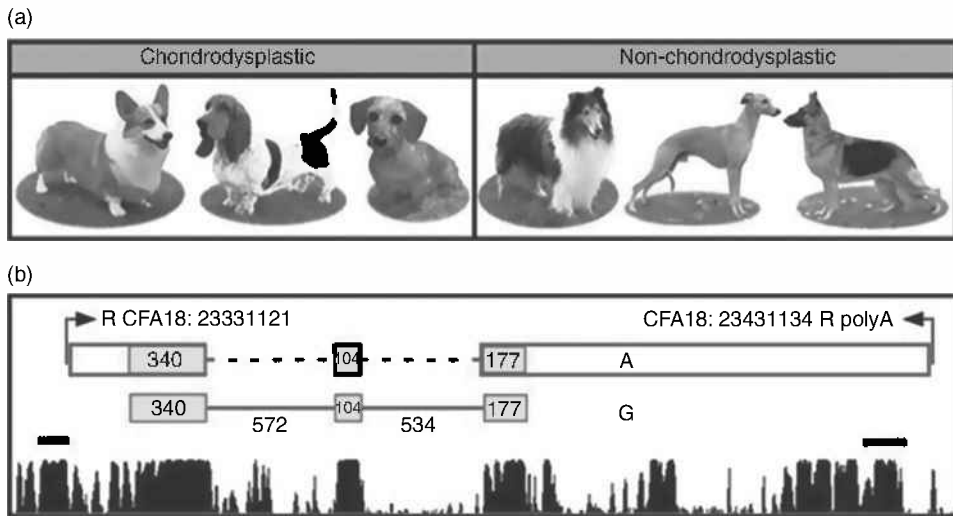 (a)
Chondrodysplastic Non-chondrodysplastic
(b)
R CFA18: 23331121 CFA18: 23431134 R polyA
340 104 177 A
340 104 177 G
572 534